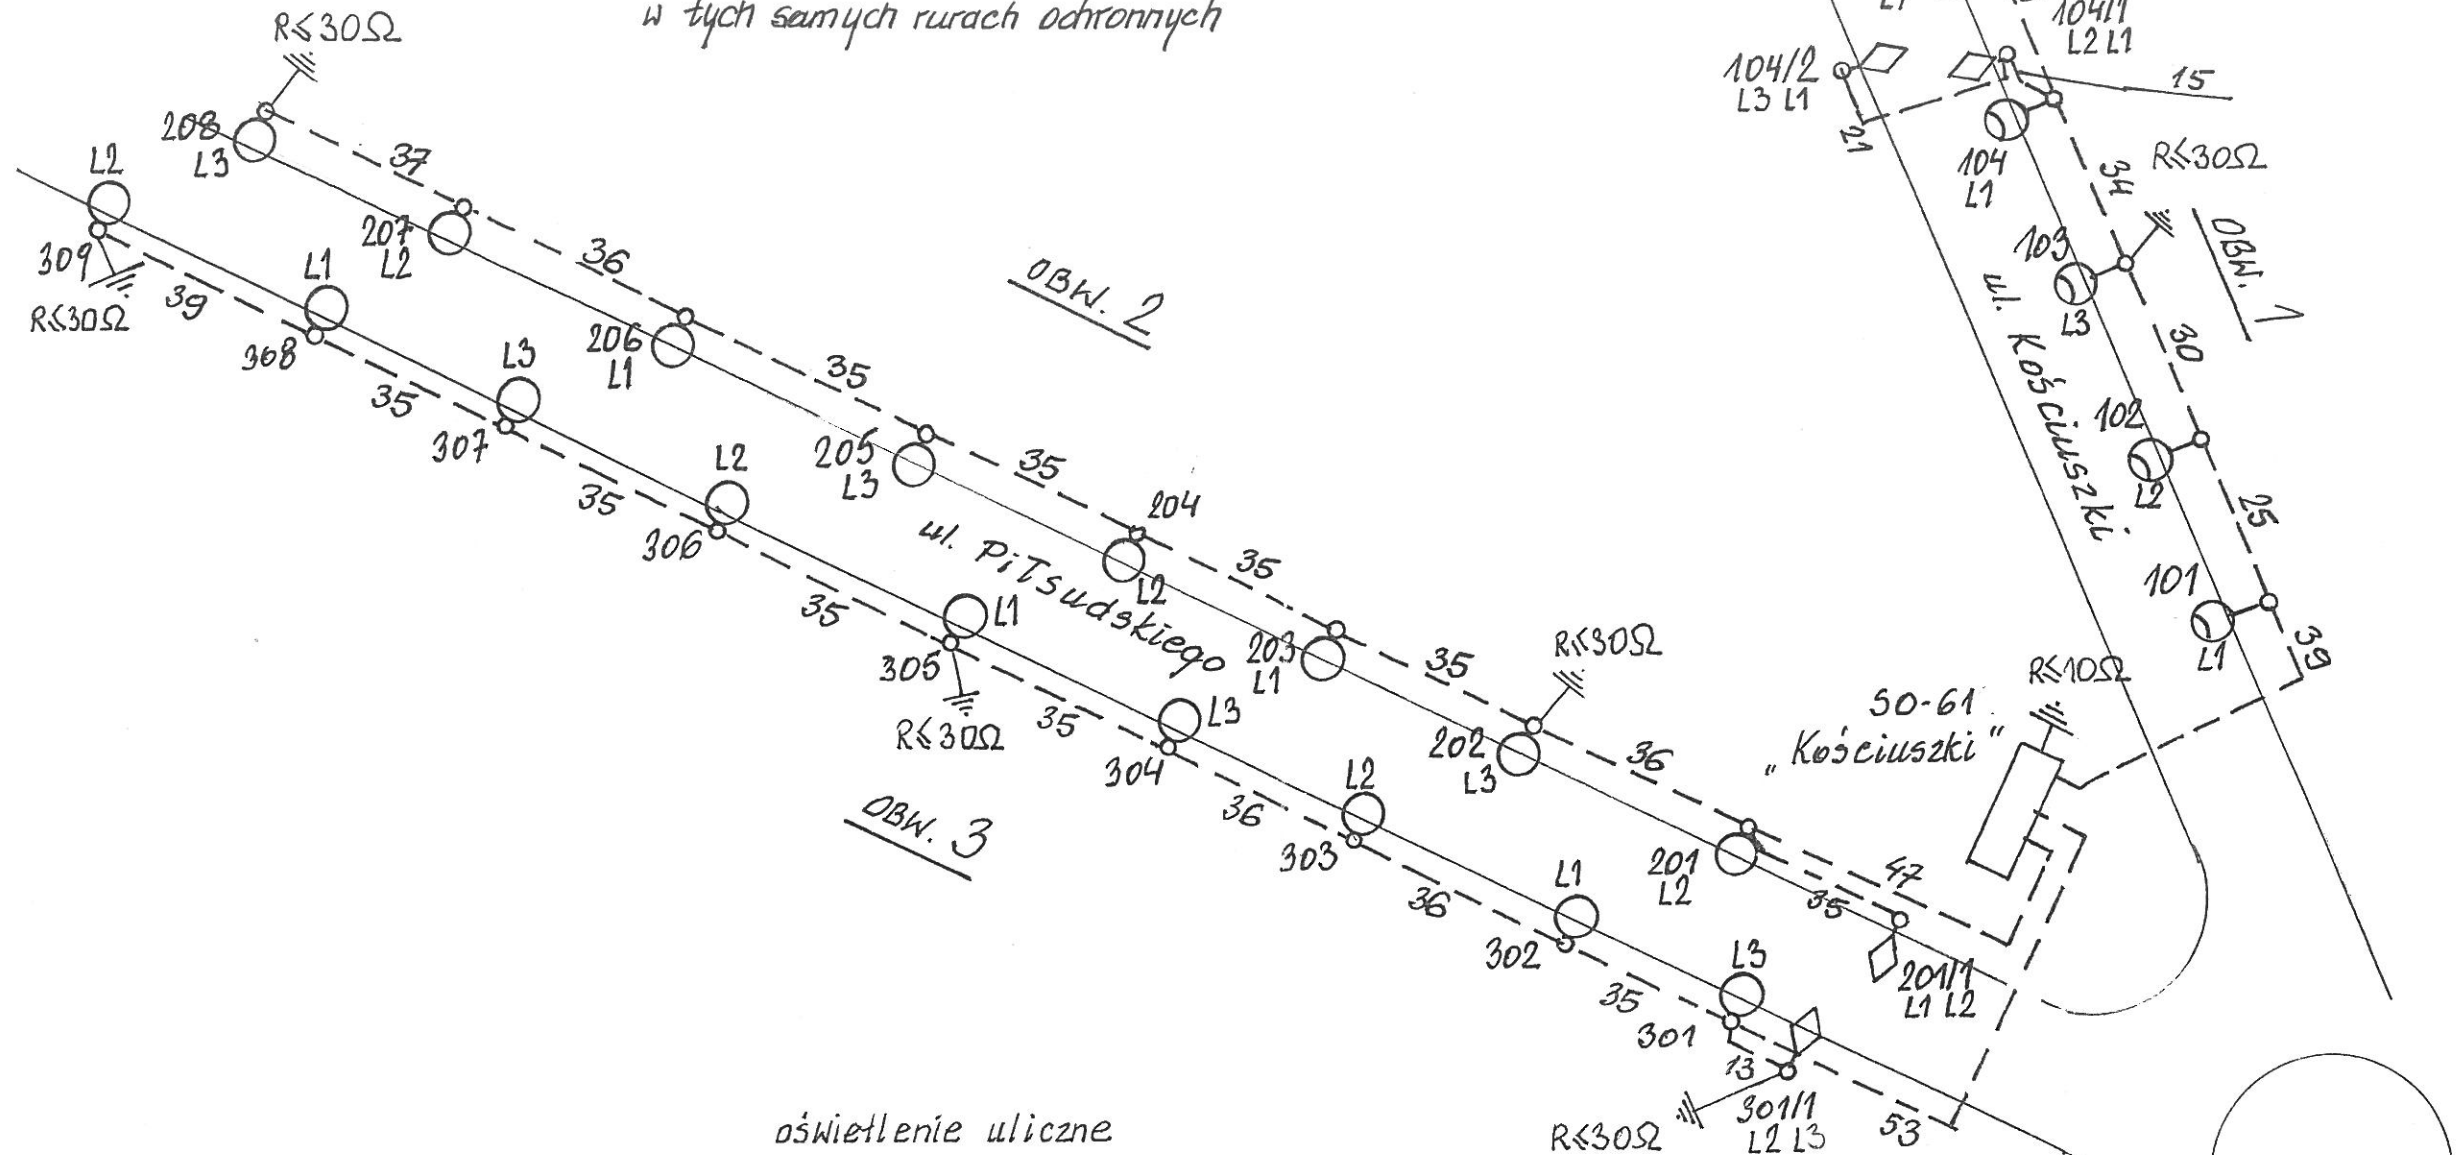 w tych samych rurach ochronnych
R≤30Ω
208
L3
37
207
L2
36
206
L1
35
205
L3
35
204
L2
35
203
L1
35
R≤30Ω
202
L3
36
201
L2
47
35
201/1
L1 L2
OBW. 2
L2
309
R≤30Ω
39
L1
308
35
L3
307
35
L2
306
35
L1
305
R≤30Ω
35
L3
304
36
L2
303
36
L1
302
35
L3
301
13
301/1
L2 L3
R≤30Ω
53
OBW. 3
ul. Piłsudskiego
104/1
L2 L1
104/2
L3 L1
21
15
104
L1
34
R≤30Ω
103
L3
30
102
L2
25
101
L1
39
OBW. 1
ul. Kościuszki
R≤10Ω
SO-61
„Kościuszki"
oświetlenie uliczne